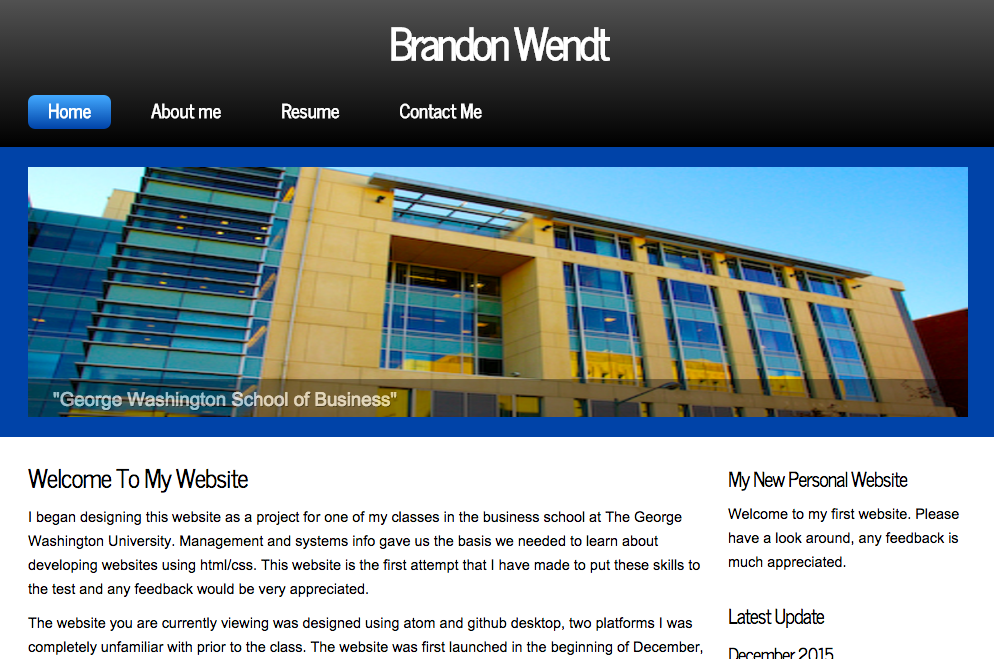 Brandon Wendt
Home About me Resume Contact Me
"George Washington School of Business"
Welcome To My Website
I began designing this website as a project for one of my classes in the business school at The George
Washington University. Management and systems info gave us the basis we needed to learn about
developing websites using html/css. This website is the first attempt that I have made to put these skills to
the test and any feedback would be very appreciated.
The website you are currently viewing was designed using atom and github desktop, two platforms I was
completely unfamiliar with prior to the class. The website was first launched in the beginning of December,
My New Personal Website
Welcome to my first website. Please
have a look around, any feedback is
much appreciated.
Latest Update
December 2015